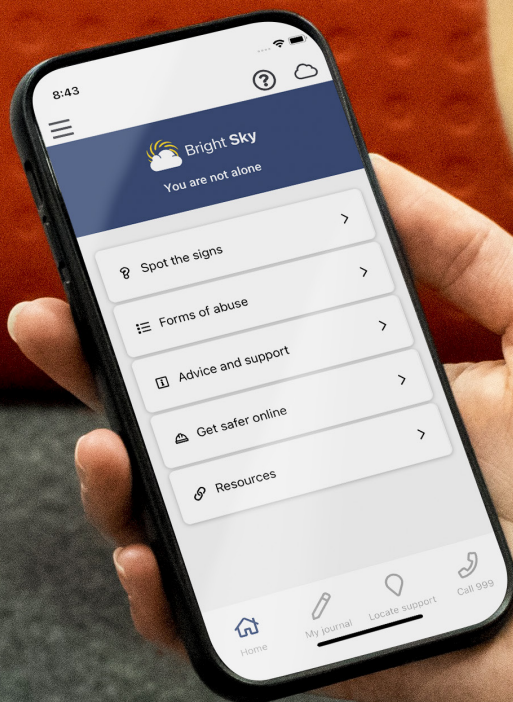 8:43
Bright Sky
You are not alone
Spot the signs
Forms of abuse
Advice and support
Get safer online
Resources
Home
My journal
Locate support
Call 999